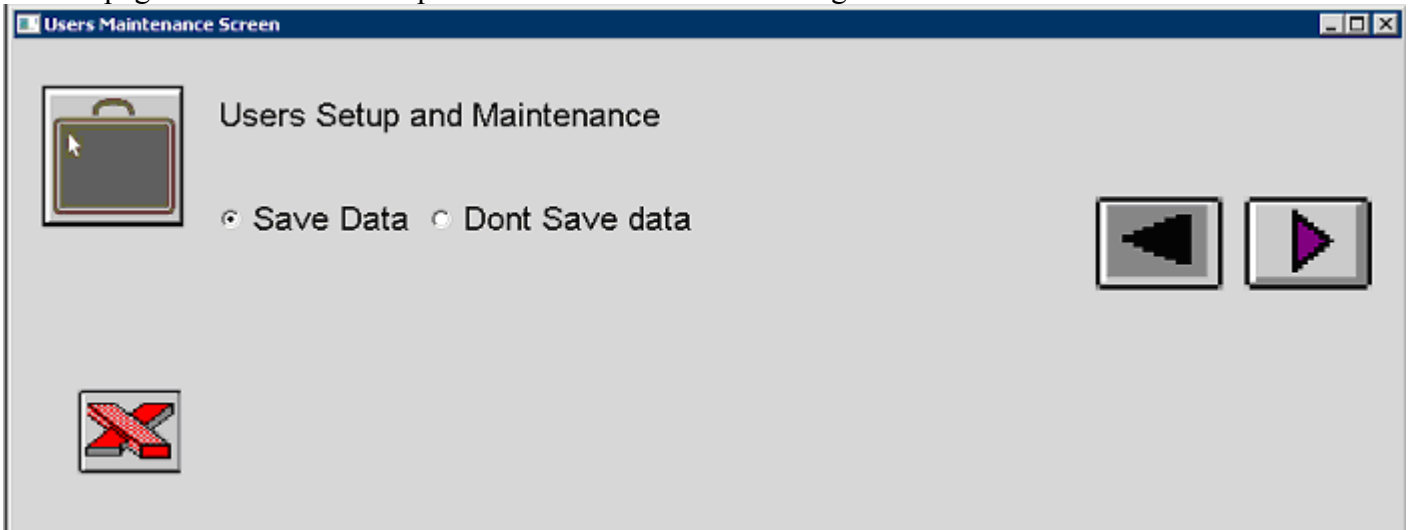 Users Maintenance Screen
Users Setup and Maintenance
Save Data Dont Save data